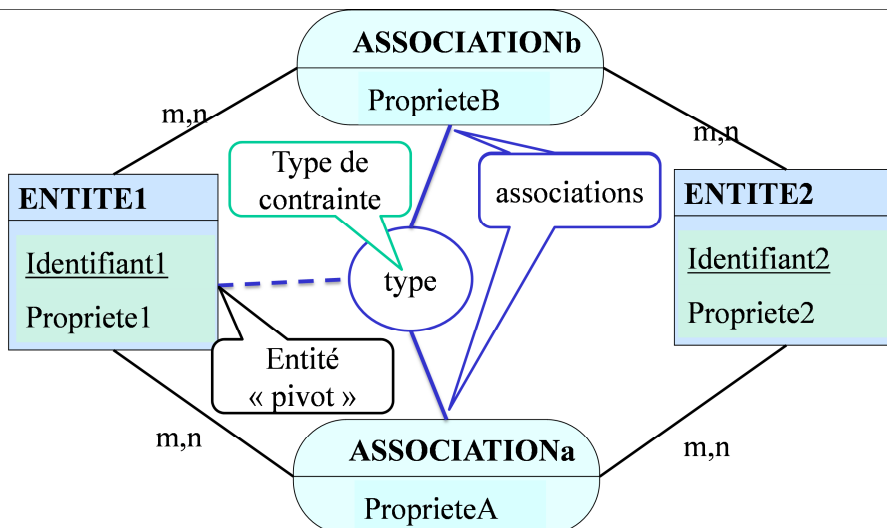 ASSOCIATIONb
ProprieteB
m,n
m,n
Type de
contrainte
associations
ENTITE1
Identifiant1
Propriete1
ENTITE2
Identifiant2
Propriete2
type
Entité
« pivot »
m,n
m,n
ASSOCIATIONa
ProprieteA